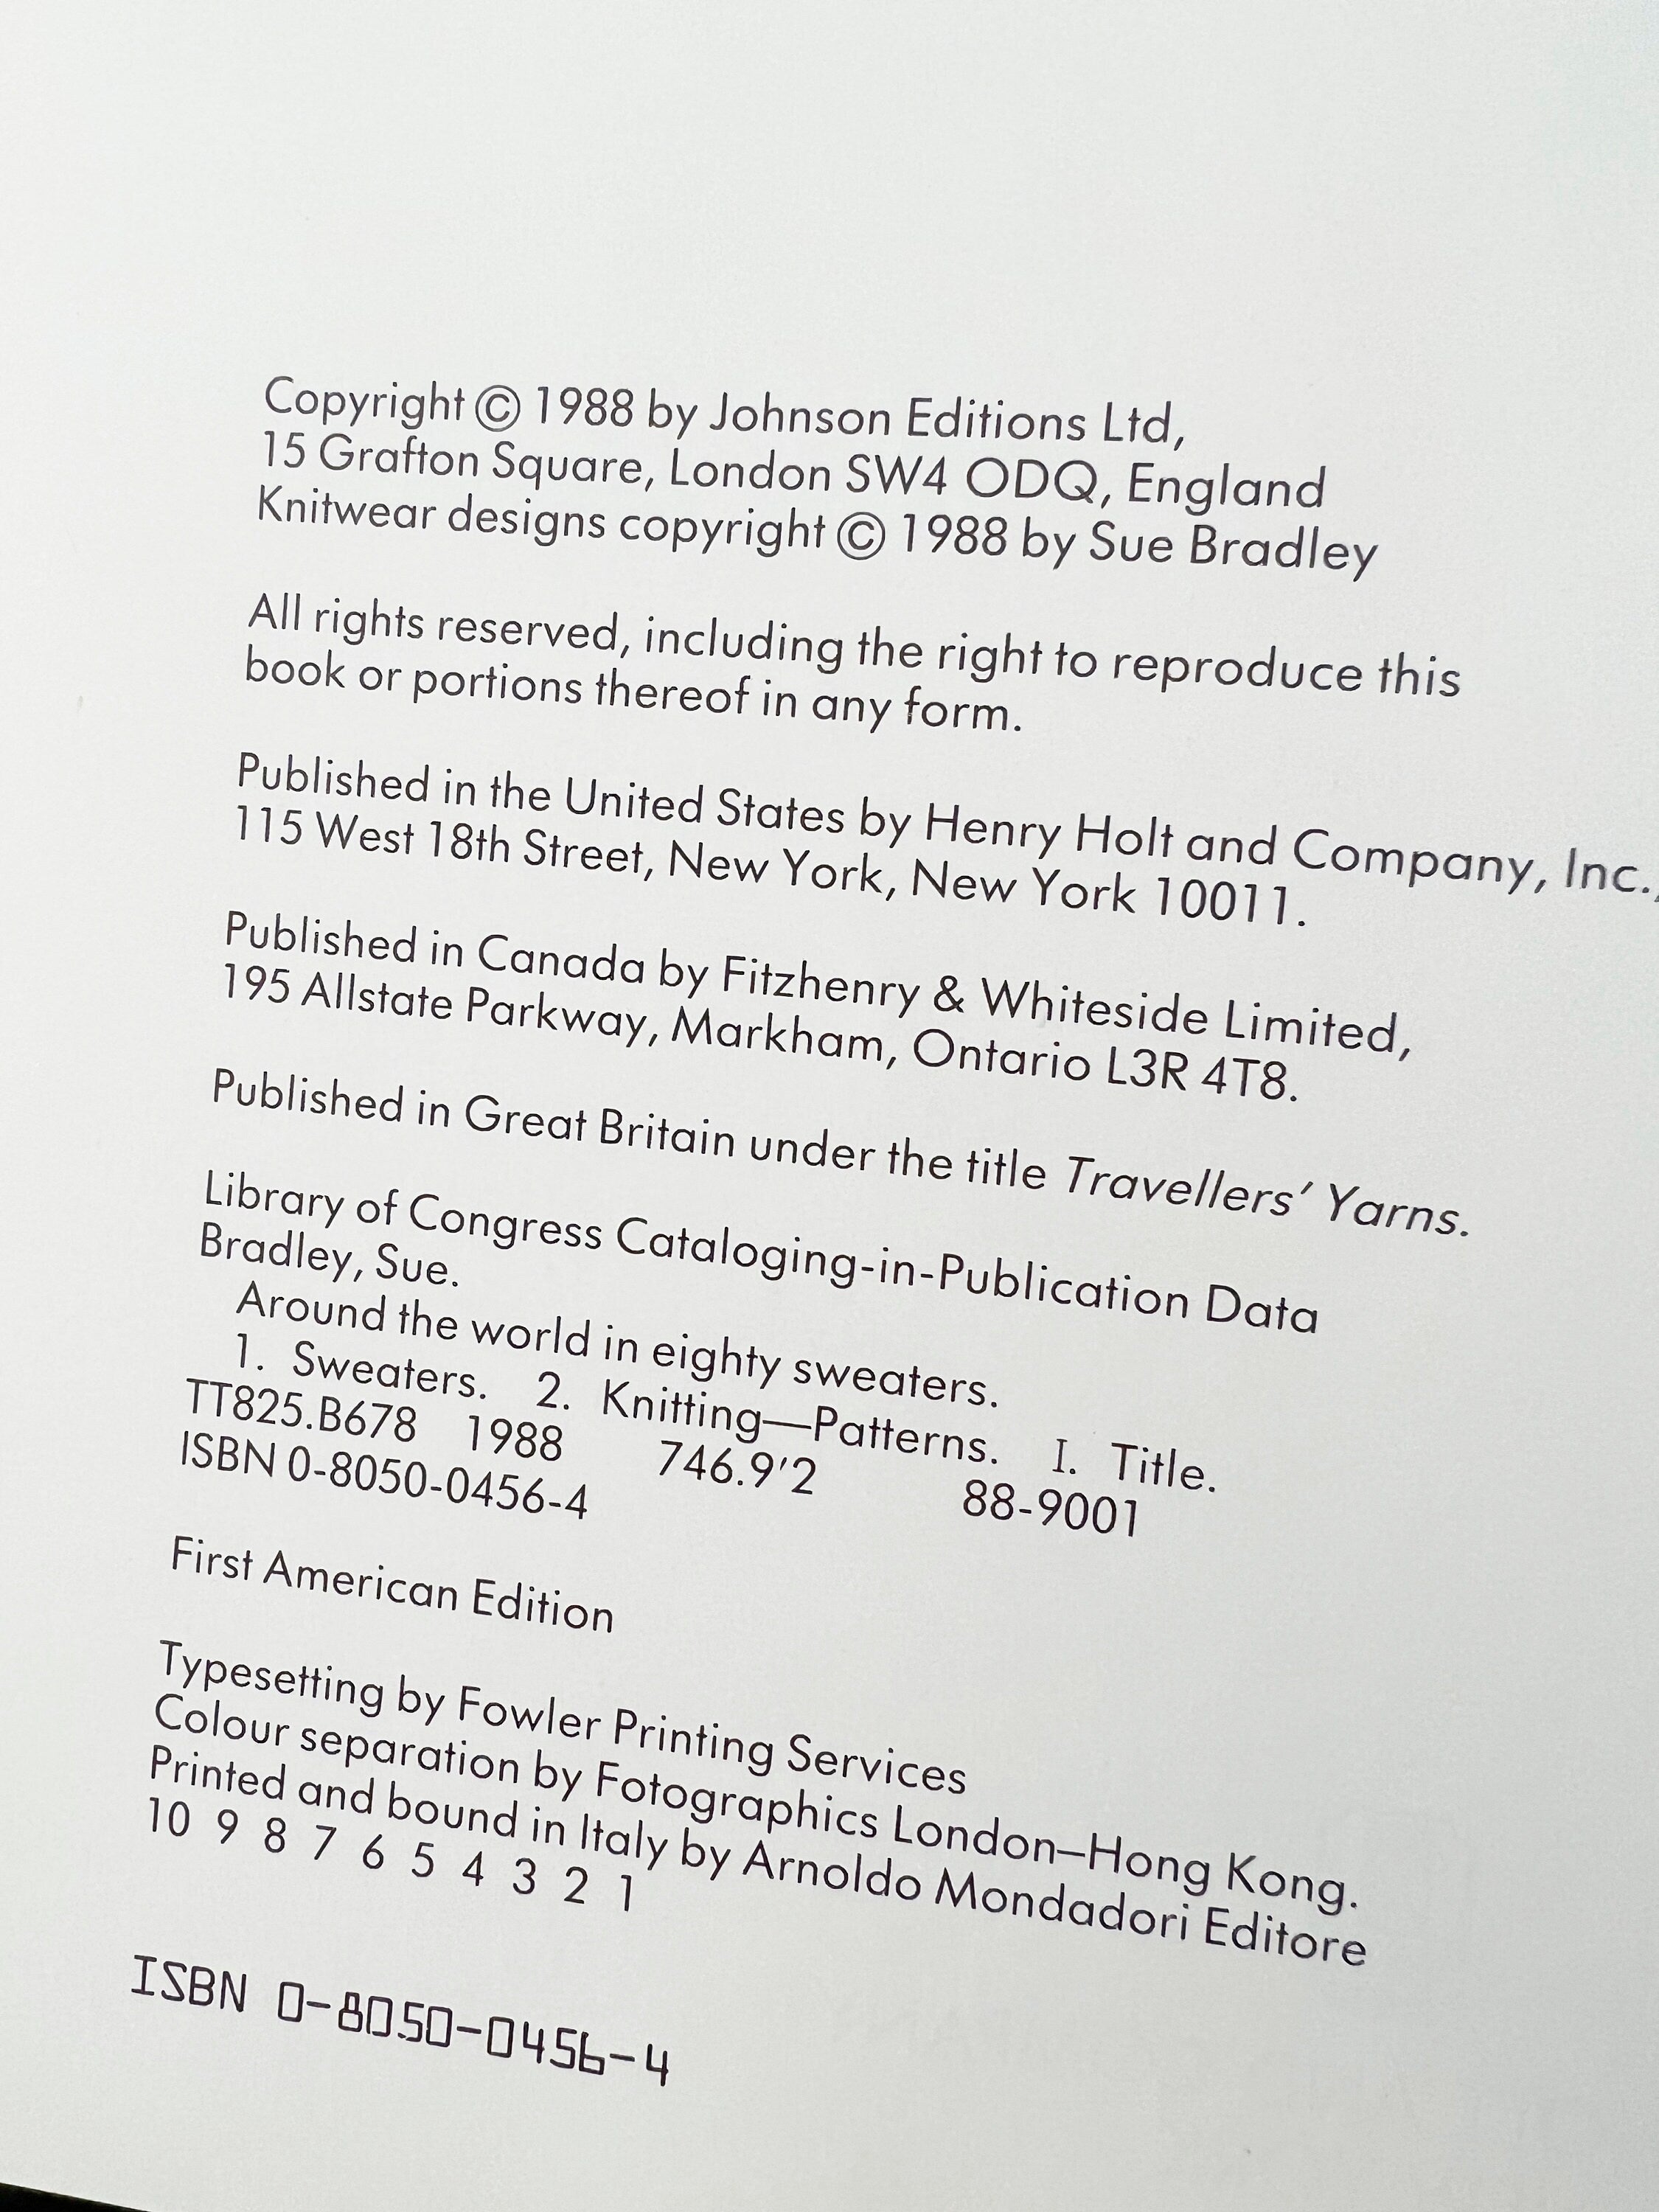 Copyright © 1988 by Johnson Editions Ltd,
15 Grafton Square, London SW4 ODQ, England
Knitwear designs copyright © 1988 by Sue Bradley
All rights reserved, including the right to reproduce this
book or portions thereof in any form.
Published in the United States by Henry Holt and Company, Inc.,
115 West 18th Street, New York, New York 10011.
Published in Canada by Fitzhenry & Whiteside Limited,
195 Allstate Parkway, Markham, Ontario L3R 4T8.
Published in Great Britain under the title Travellers' Yarns.
Library of Congress Cataloging-in-Publication Data
Bradley, Sue.
Around the world in eighty sweaters.
1. Sweaters. 2. Knitting—Patterns. I. Title.
TT825.B678 1988 746.9'2 88-9001
ISBN 0-8050-0456-4
First American Edition
Typesetting by Fowler Printing Services
Colour separation by Fotographics London–Hong Kong.
Printed and bound in Italy by Arnoldo Mondadori Editore
10 9 8 7 6 5 4 3 2 1
ISBN 0-8050-0456-4